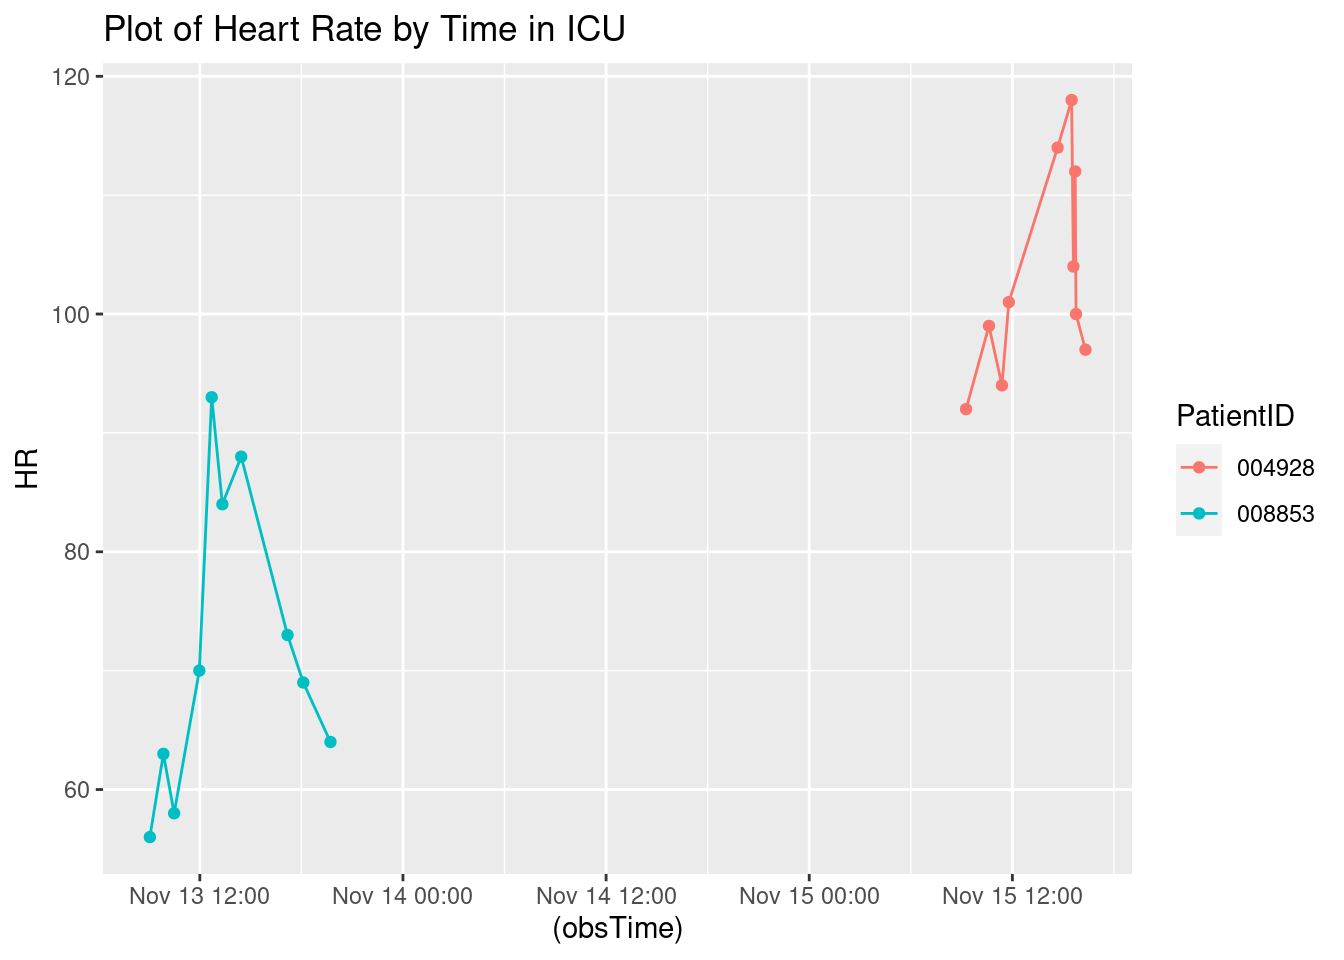 Plot of Heart Rate by Time in ICU
120
100
80
60
HR
Nov 13 12:00 Nov 14 00:00 Nov 14 12:00 Nov 15 00:00 Nov 15 12:00
(obsTime)
PatientID
004928
008853